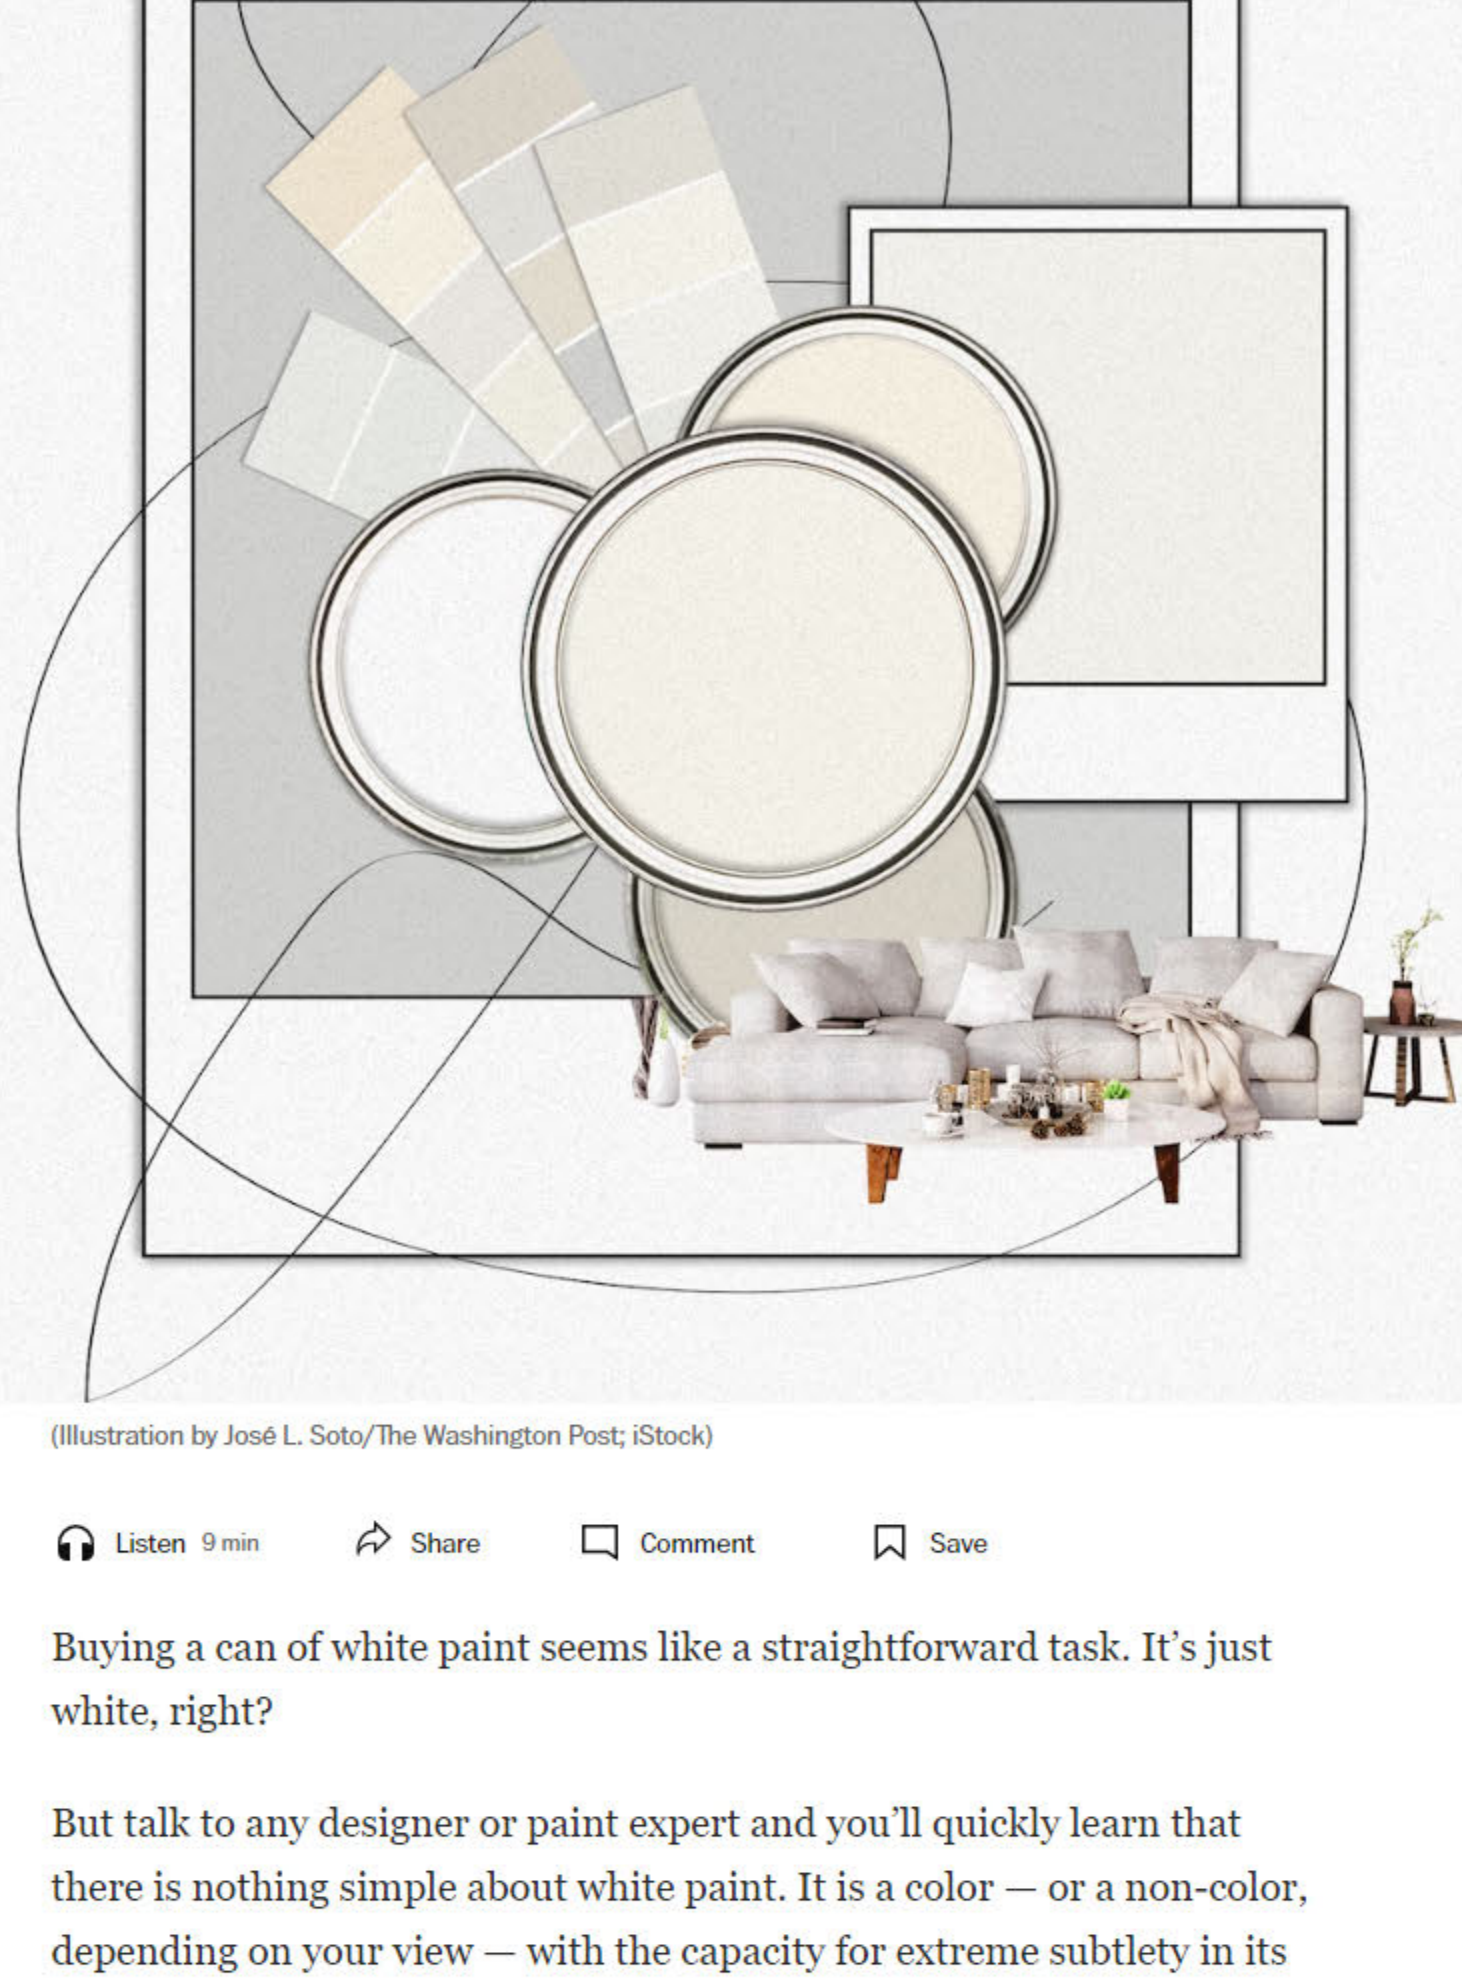 (Illustration by José L. Soto/The Washington Post; iStock)
Listen 9 min Share Comment Save
Buying a can of white paint seems like a straightforward task. It’s just
white, right?
But talk to any designer or paint expert and you’ll quickly learn that
there is nothing simple about white paint. It is a color — or a non-color,
depending on your view — with the capacity for extreme subtlety in its